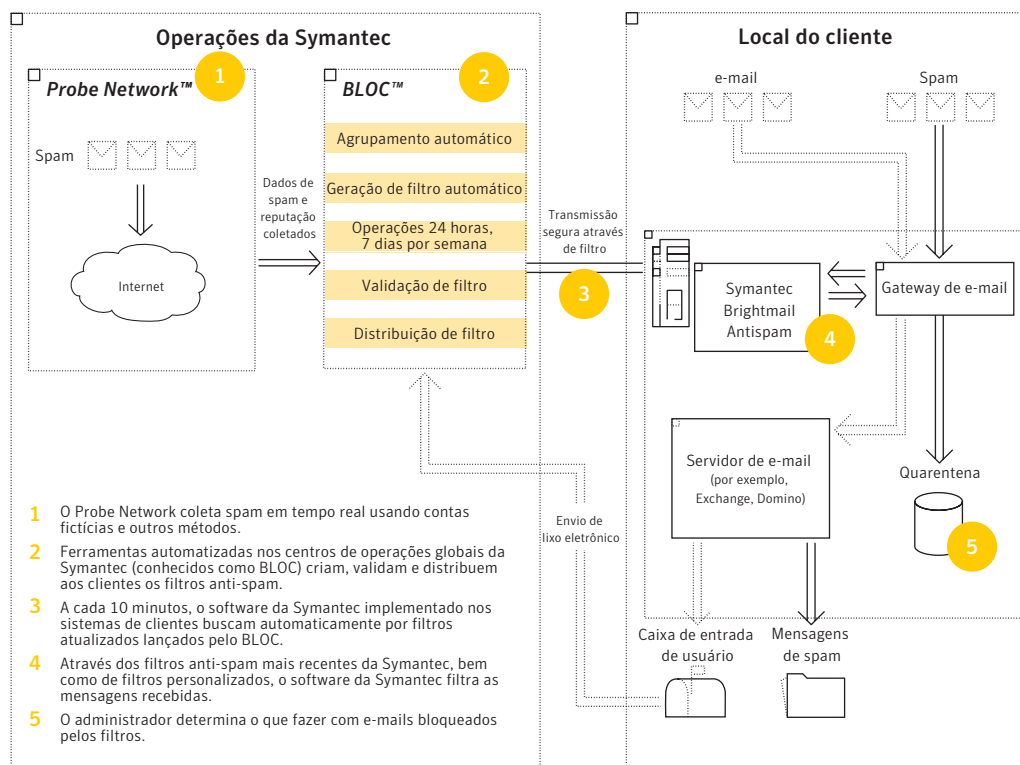 Operações da Symantec
Probe Network™
1
Spam
Internet
Dados de
spam e
reputação
coletados
BLOC™
2
Agrupamento automático
Geração de filtro automático
Operações 24 horas,
7 dias por semana
Validação de filtro
Distribuição de filtro
Transmissão
segura através
de filtro
3
Local do cliente
e-mail
Spam
Symantec
Brightmail
Antispam
4
Gateway de e-mail
Servidor de e-mail
(por exemplo,
Exchange, Domino)
Quarentena
5
Envio de
lixo eletrônico
Caixa de entrada
de usuário
Mensagens
de spam
1 O Probe Network coleta spam em tempo real usando contas
fictícias e outros métodos.
2 Ferramentas automatizadas nos centros de operações globais da
Symantec (conhecidos como BLOC) criam, validam e distribuem
aos clientes os filtros anti-spam.
3 A cada 10 minutos, o software da Symantec implementado nos
sistemas de clientes buscam automaticamente por filtros
atualizados lançados pelo BLOC.
4 Através dos filtros anti-spam mais recentes da Symantec, bem
como de filtros personalizados, o software da Symantec filtra as
mensagens recebidas.
5 O administrador determina o que fazer com e-mails bloqueados
pelos filtros.